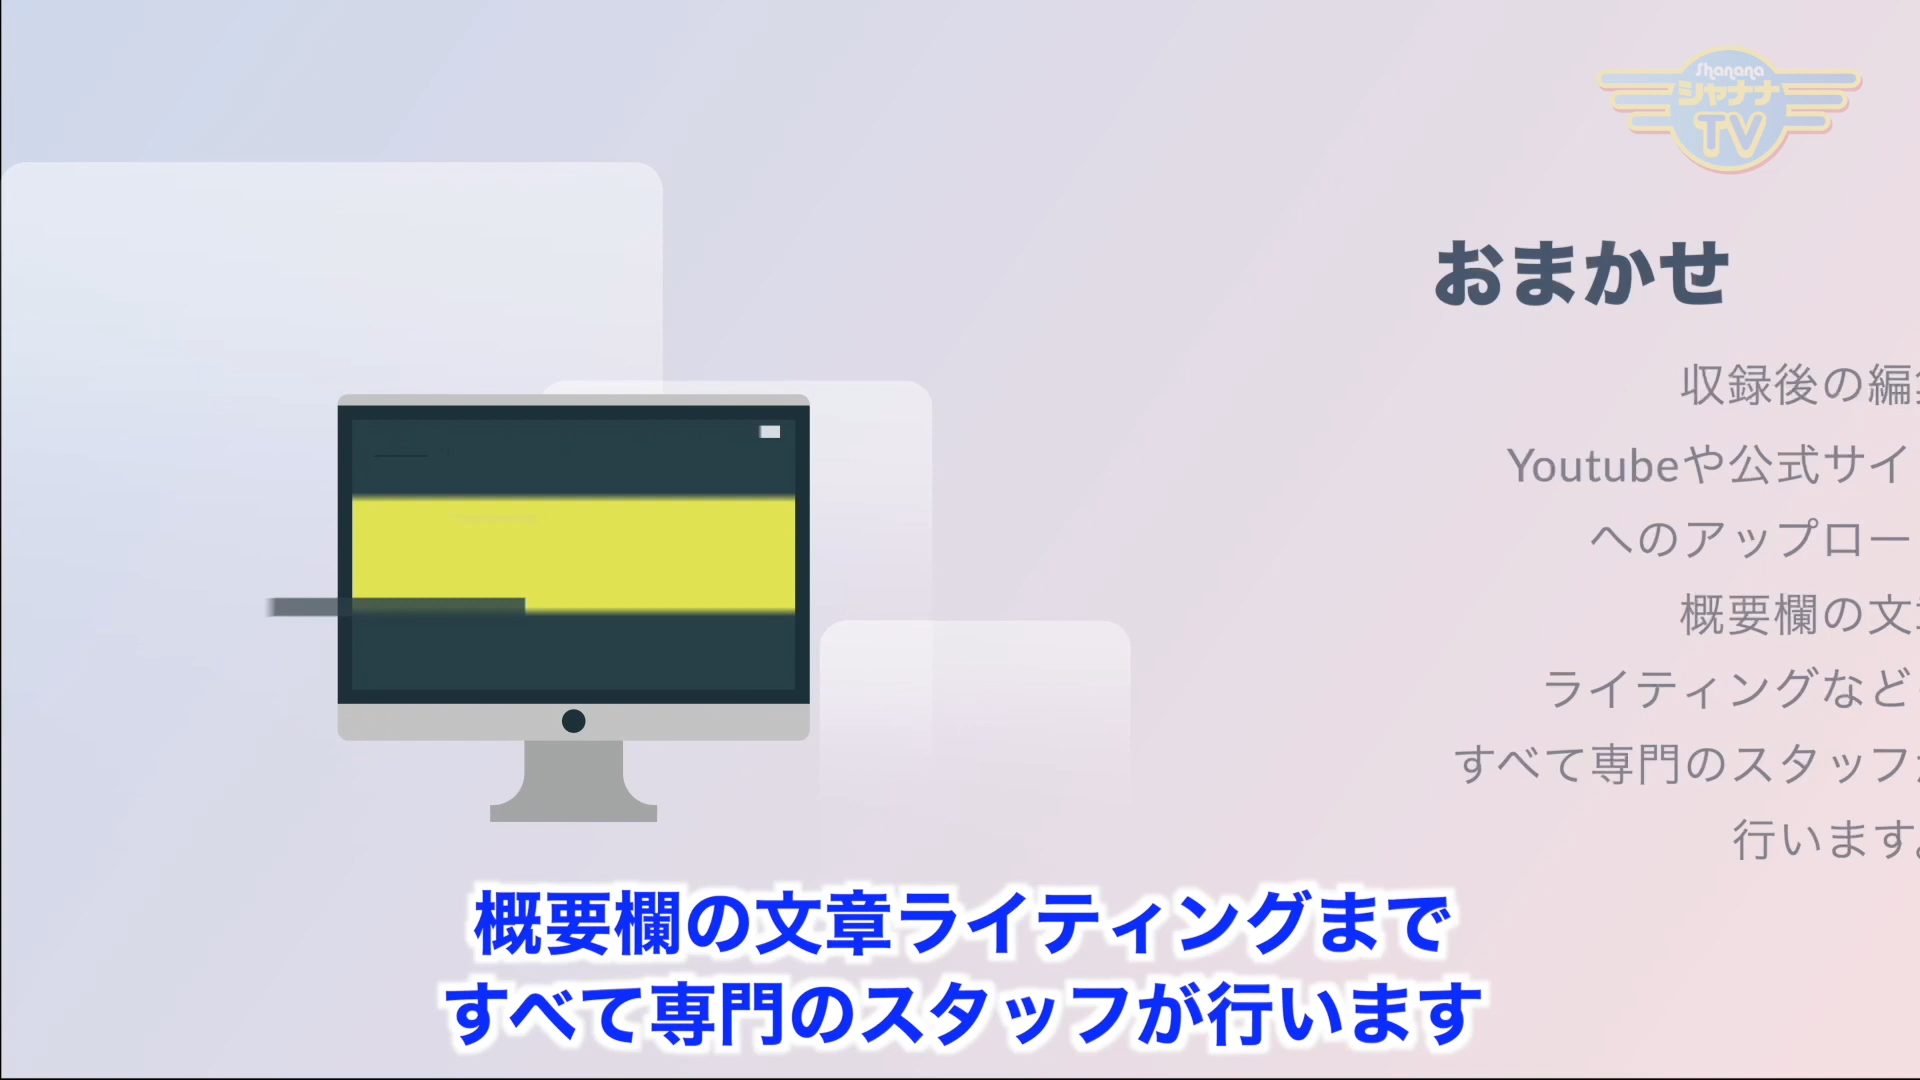 Shanana
シャナナ
TV
おまかせ
収録後の編
Youtubeや公式サイ
へのアップロー
概要欄の文
ライティングなど
すべて専門のスタッフ
行います
概要欄の文章ライティングまで
すべて専門のスタッフが行います